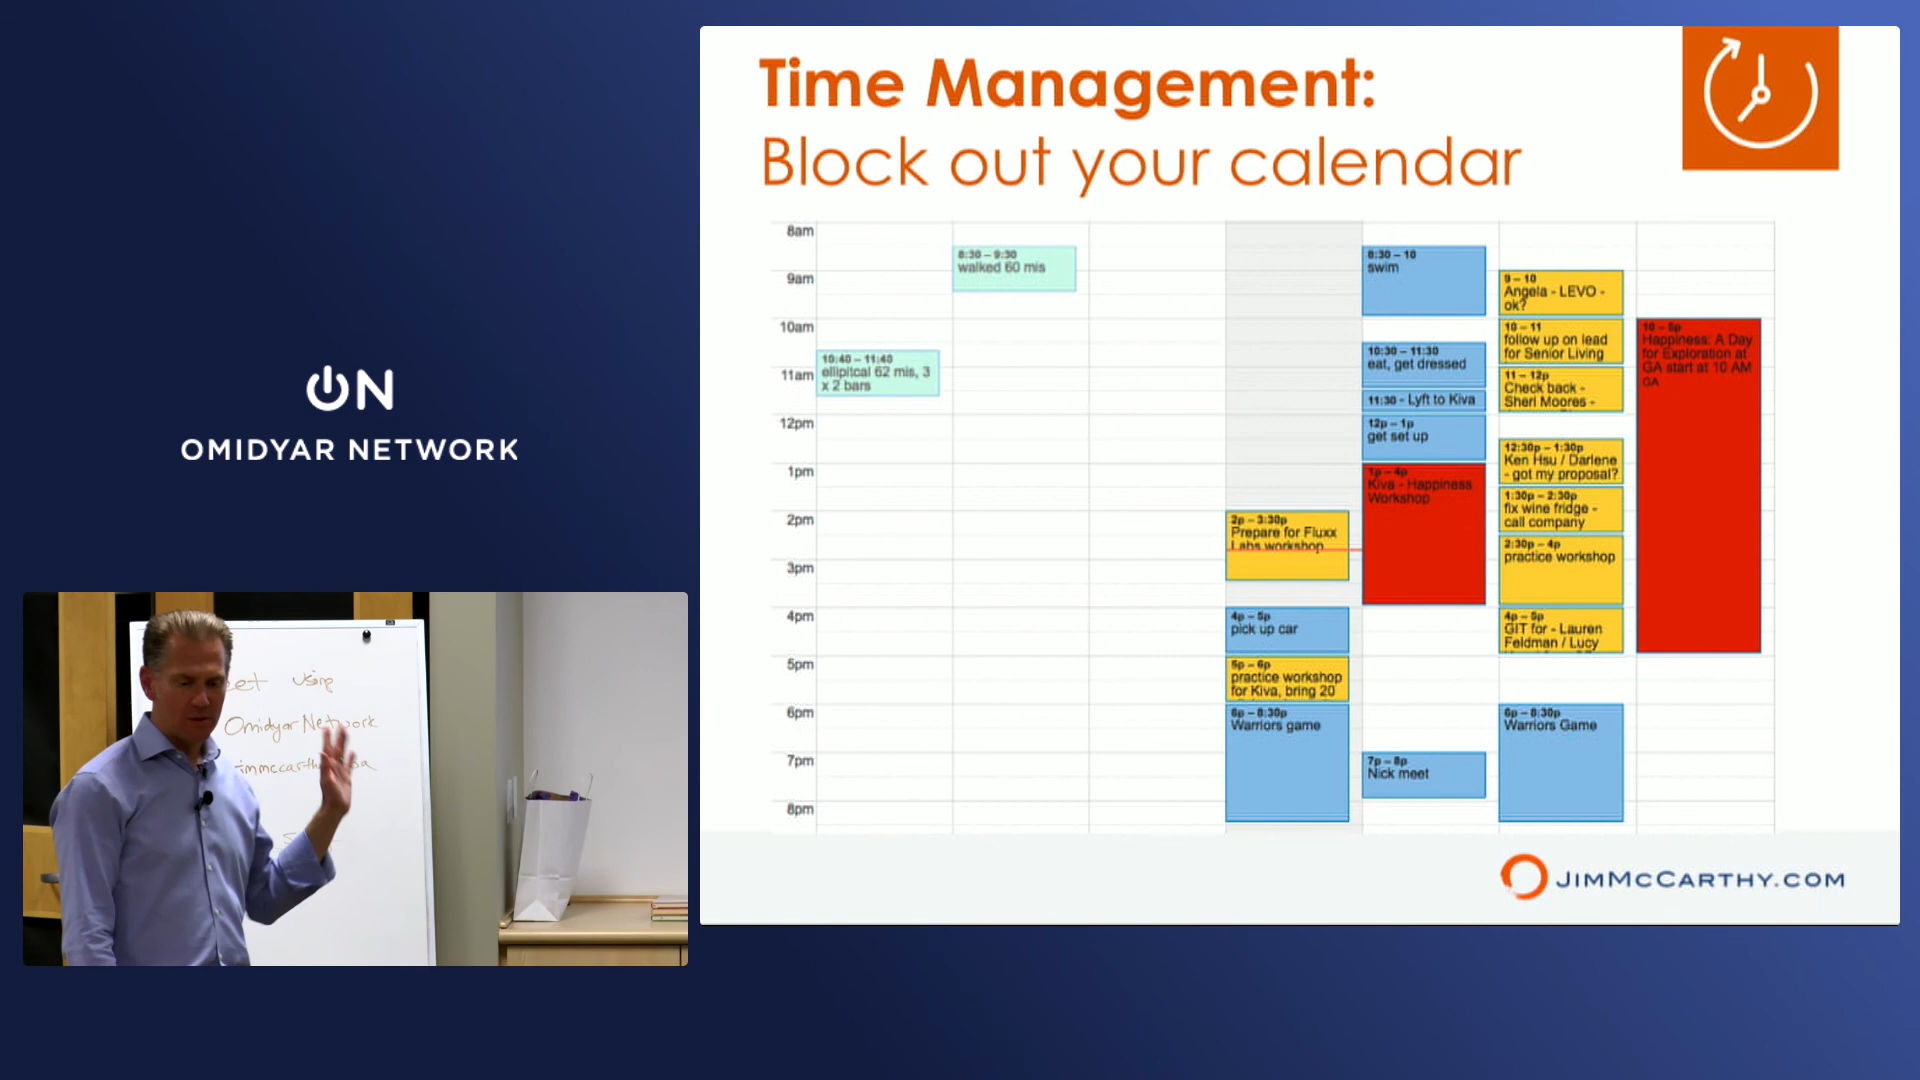 Time Management:
Block out your calendar
8am
9am
10am
11am
12pm
1pm
2pm
3pm
4pm
5pm
6pm
7pm
8pm
10:40 – 11:40
ellipitcal 62 mis, 3
x 2 bars
8:30 – 9:30
walked 60 mis
2p – 3:30p
Prepare for Fluxx
Labs workshop
4p – 5p
pick up car
5p – 6p
practice workshop
for Kiva, bring 20
6p – 8:30p
Warriors game
8:30 – 10
swim
10:30 – 11:30
eat, get dressed
11:30 - Lyft to Kiva
12p – 1p
get set up
1p – 4p
Kiva - Happiness
Workshop
7p – 8p
Nick meet
9 – 10
Angela - LEVO -
ok?
10 – 11
follow up on lead
for Senior Living
11 – 12p
Check back -
Sheri Moores -
12:30p – 1:30p
Ken Hsu / Darlene
- got my proposal?
1:30p – 2:30p
fix wine fridge -
call company
2:30p – 4p
practice workshop
4p – 5p
GIT for - Lauren
Feldman / Lucy
6p – 8:30p
Warriors Game
10 – 5p
Happiness: A Day
for Exploration at
GA start at 10 AM
GA
JIMMCCARTHY.COM
ON
OMIDYAR NETWORK
using
Omidyar Network